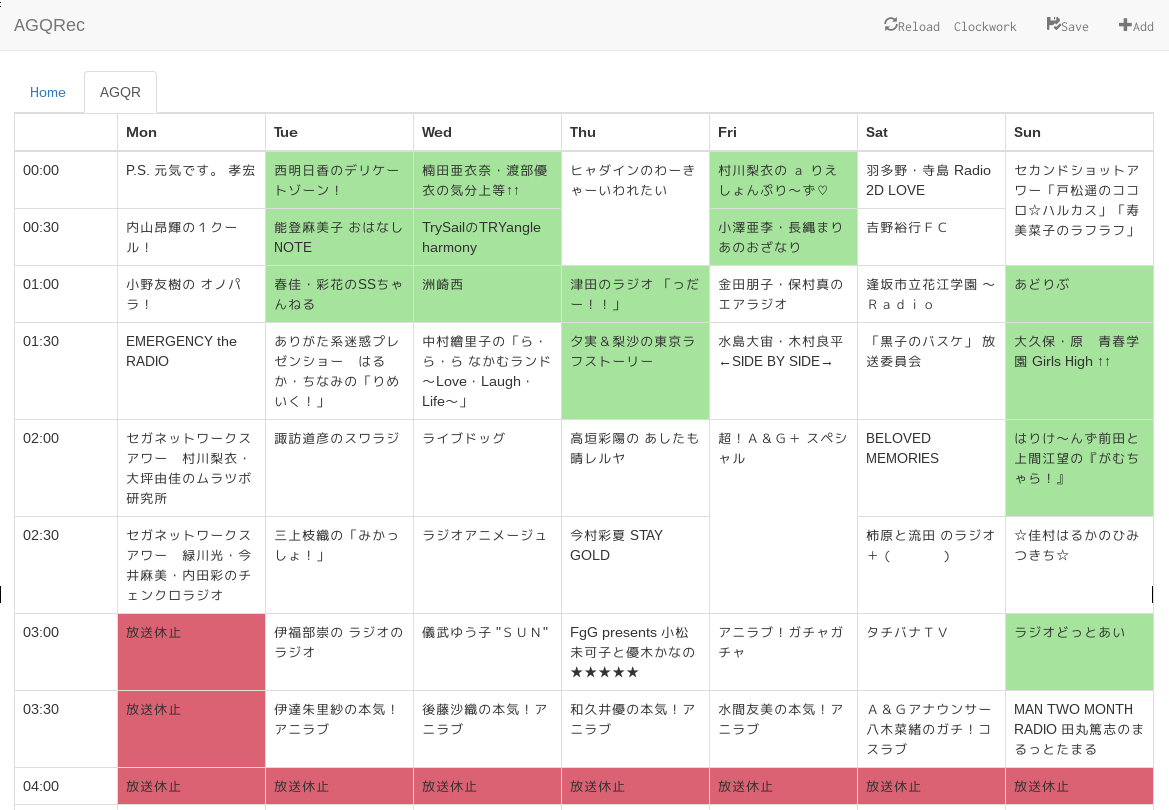 AGQRec
Reload Clockwork Save Add
Home AGQR
Mon Tue Wed Thu Fri Sat Sun
00:00
P.S. 元気です。 孝宏
西明日香のデリケー
トゾーン！
楠田亜衣奈・渡部優
衣の気分上等↑↑
ヒャダインのわーき
ゃーいわれたい
村川梨衣の ａ りえ
しょんぷり～ず♡
羽多野・寺島 Radio
2D LOVE
セカンドショットア
ワー「戸松遥のココ
ロ☆ハルカス」「寿
美菜子のラフラフ」
00:30
内山昂輝の１クー
ル！
能登麻美子 おはなし
NOTE
TrySailのTRYangle
harmony
小澤亜李・長縄まり
あのおざなり
吉野裕行ＦＣ
01:00
小野友樹の オノパ
ラ！
春佳・彩花のSSちゃ
んねる
洲崎西
津田のラジオ 「っだ
ー！！」
金田朋子・保村真の
エアラジオ
逢坂市立花江学園 ～
Ｒａｄｉｏ
あどりぶ
01:30
EMERGENCY the
RADIO
ありがた系迷惑プレ
ゼンショー　はる
か・ちなみの「りめ
いく！」
中村繪里子の「ら・
ら・ら なかむランド
～Love・Laugh・
Life～」
夕実＆梨沙の東京ラ
フストーリー
水島大宙・木村良平
←SIDE BY SIDE→
「黒子のバスケ」 放
送委員会
大久保・原　青春学
園 Girls High ↑↑
02:00
セガネットワークス
アワー　村川梨衣・
大坪由佳のムラツボ
研究所
諏訪道彦のスワラジ
ライブドッグ
高垣彩陽の あしたも
晴レルヤ
超！Ａ＆Ｇ＋ スペシ
ャル
BELOVED
MEMORIES
はりけ～んず前田と
上間江望の『がむち
ゃら！』
02:30
セガネットワークス
アワー　緑川光・今
井麻美・内田彩のチ
ェンクロラジオ
三上枝織の「みかっ
しょ！」
ラジオアニメージュ
今村彩夏 STAY
GOLD
柿原と流田 のラジオ
＋（　　　　）
☆佳村はるかのひみ
つきち☆
03:00
放送休止
伊福部崇の ラジオの
ラジオ
儀武ゆう子 "ＳＵＮ"
FgG presents 小松
未可子と優木かなの
★★★★★
アニラブ！ガチャガ
チャ
タチバナＴＶ
ラジオどっとあい
03:30
放送休止
伊達朱里紗の本気！
アニラブ
後藤沙織の本気！ア
ニラブ
和久井優の本気！ア
ニラブ
水間友美の本気！ア
ニラブ
Ａ＆Ｇアナウンサー
八木菜緒のガチ！コ
スラブ
MAN TWO MONTH
RADIO 田丸篤志のま
るっとたまる
04:00
放送休止
放送休止
放送休止
放送休止
放送休止
放送休止
放送休止